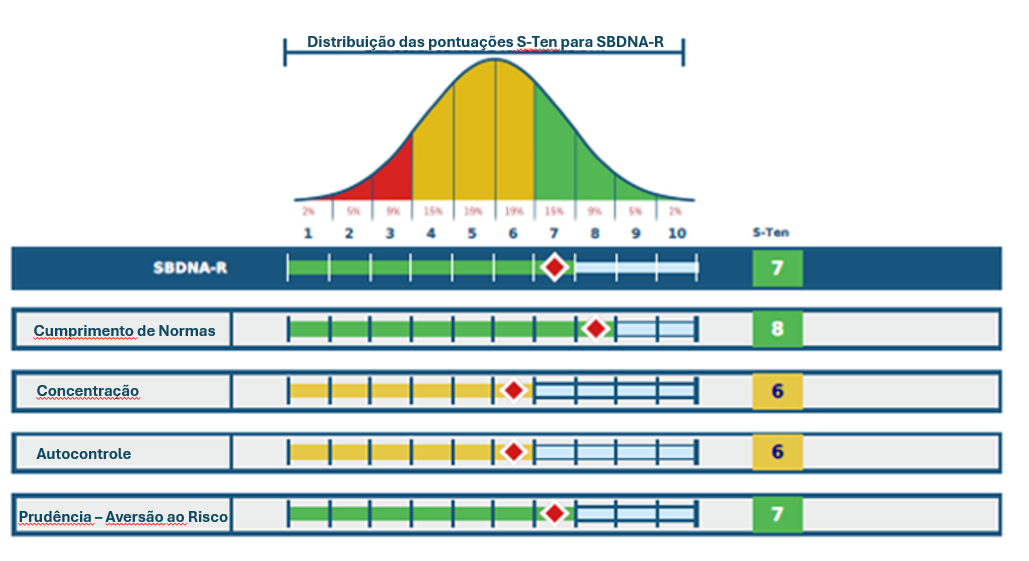 Distribuição das pontuações S-Ten para SBDNA-R
2% 5% 9% 15% 19% 19% 15% 9% 5% 2%
1 2 3 4 5 6 7 8 9 10 S-Ten
SBDNA-R 7
Cumprimento de Normas 8
Concentração 6
Autocontrole 6
Prudência – Aversão ao Risco 7